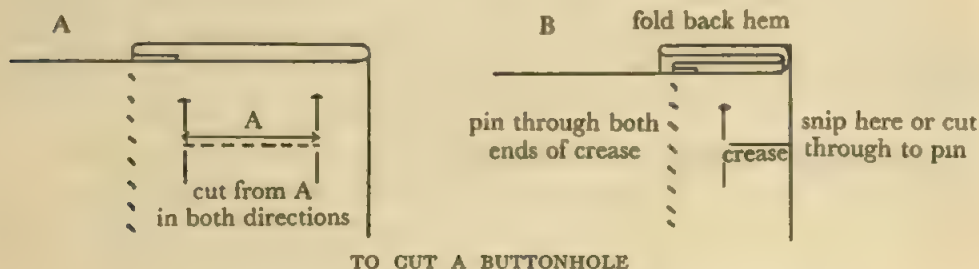 A
A
cut from A
in both directions
B
fold back hem
pin through both
ends of crease
crease
snip here or cut
through to pin
TO CUT A BUTTONHOLE